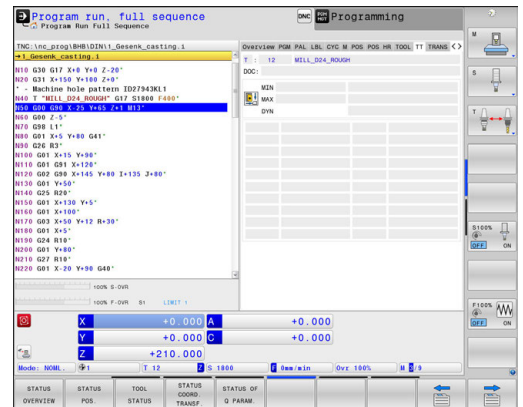 Program run, full sequence
Program Run Full Sequence
DNC
Programming
TNC:\nc_prog\BHB\DIN\1_Gesenk_casting.i
→1_Gesenk_casting.i
N10 G30 G17 X+0 Y+0 Z-20*
N20 G31 X+150 Y+100 Z+0*
* - Machine hole pattern ID27943KL1
N40 T "MILL_D24_ROUGH" G17 S1800 F400*
N50 G00 G90 X-25 Y+65 Z+1 M13*
N60 G00 Z-5*
N70 G98 L1*
N80 G01 X+5 Y+80 G41*
N90 G26 R3*
N100 G01 X+15 Y+90*
N110 G01 G91 X+120*
N120 G02 G90 X+145 Y+80 I+135 J+80*
N130 G01 Y+50*
N140 G25 R20*
N150 G01 X+130 Y+5*
N160 G01 X+100*
N170 G03 X+50 Y+12 R+30*
N180 G01 X+5*
N190 G24 R10*
N200 G01 Y+80*
N210 G27 R10*
N220 G01 X-20 Y+90 G40*
100% S-OVR
100% F-OVR S1 LIMIT 1
Overview PGM PAL LBL CYC M POS POS HR TOOL TT TRANS
T : 12 MILL_D24_ROUGH
DOC:
MIN
MAX
DYN
X +0.000 A +0.000
Y +0.000 C +0.000
Z +210.000
Mode: NOML. 1 T 12 Z S 1800 F 0mm/min Ovr 100% M 3/9
STATUS OVERVIEW
STATUS POS.
TOOL STATUS
STATUS COORD. TRANSF.
STATUS OF Q PARAM.
M
S
T
S100%
OFF ON
F100%
OFF ON